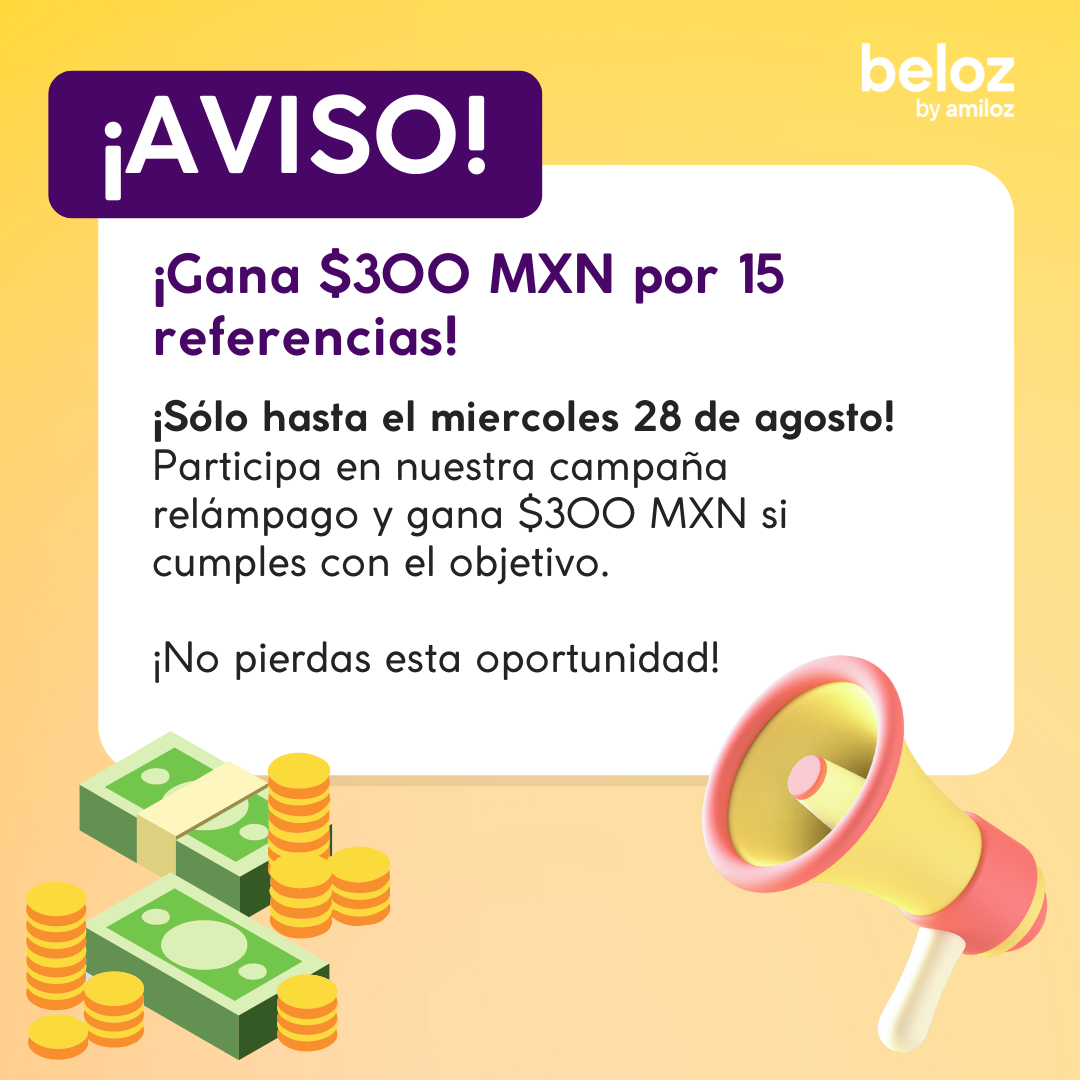 beloz
by amiloz
¡AVISO!
¡Gana $300 MXN por 15
referencias!
¡Sólo hasta el miercoles 28 de agosto!
Participa en nuestra campaña
relámpago y gana $300 MXN si
cumples con el objetivo.
¡No pierdas esta oportunidad!